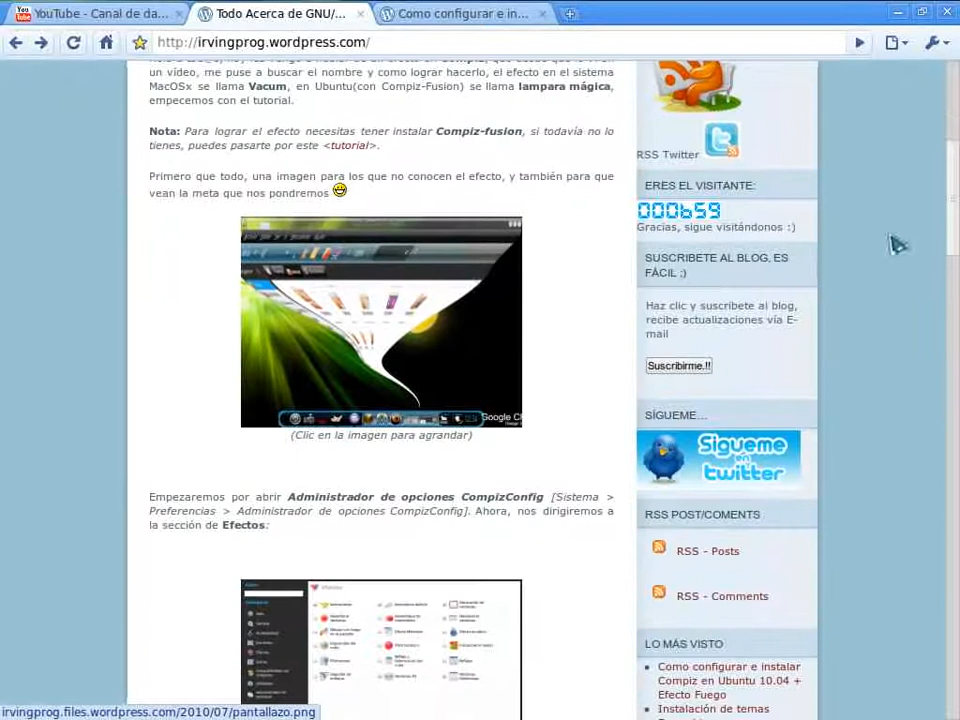 YouTube - Canal de da...
Todo Acerca de GNU/...
Como configurar e in...
http://irvingprog.wordpress.com/
un vídeo, me puse a buscar el nombre y como lograr hacerlo, el efecto en el sistema
MacOSx se llama Vacum, en Ubuntu(con Compiz-Fusion) se llama lampara mágica,
empecemos con el tutorial.
Nota: Para lograr el efecto necesitas tener instalar Compiz-fusion, si todavía no lo
tienes, puedes pasarte por este <tutorial>.
Primero que todo, una imagen para los que no conocen el efecto, y también para que
vean la meta que nos pondremos
Google Ch
(Clic en la imagen para agrandar)
Empezaremos por abrir Administrador de opciones CompizConfig [Sistema >
Preferencias > Administrador de opciones CompizConfig]. Ahora, nos dirigiremos a
la sección de Efectos:
irvingprog.files.wordpress.com/2010/07/pantallazo.png
RSS Twitter
ERES EL VISITANTE:
000659
Gracias, sigue visitándonos :)
SUSCRIBETE AL BLOG, ES
FÁCIL ;)
Haz clic y suscribete al blog,
recibe actualizaciones vía E-
mail
Suscribirme.!!
SÍGUEME...
Sigueme
en
twitter
RSS POST/COMENTS
RSS - Posts
RSS - Comments
LO MÁS VISTO
Como configurar e instalar
Compiz en Ubuntu 10.04 +
Efecto Fuego
Instalación de temas